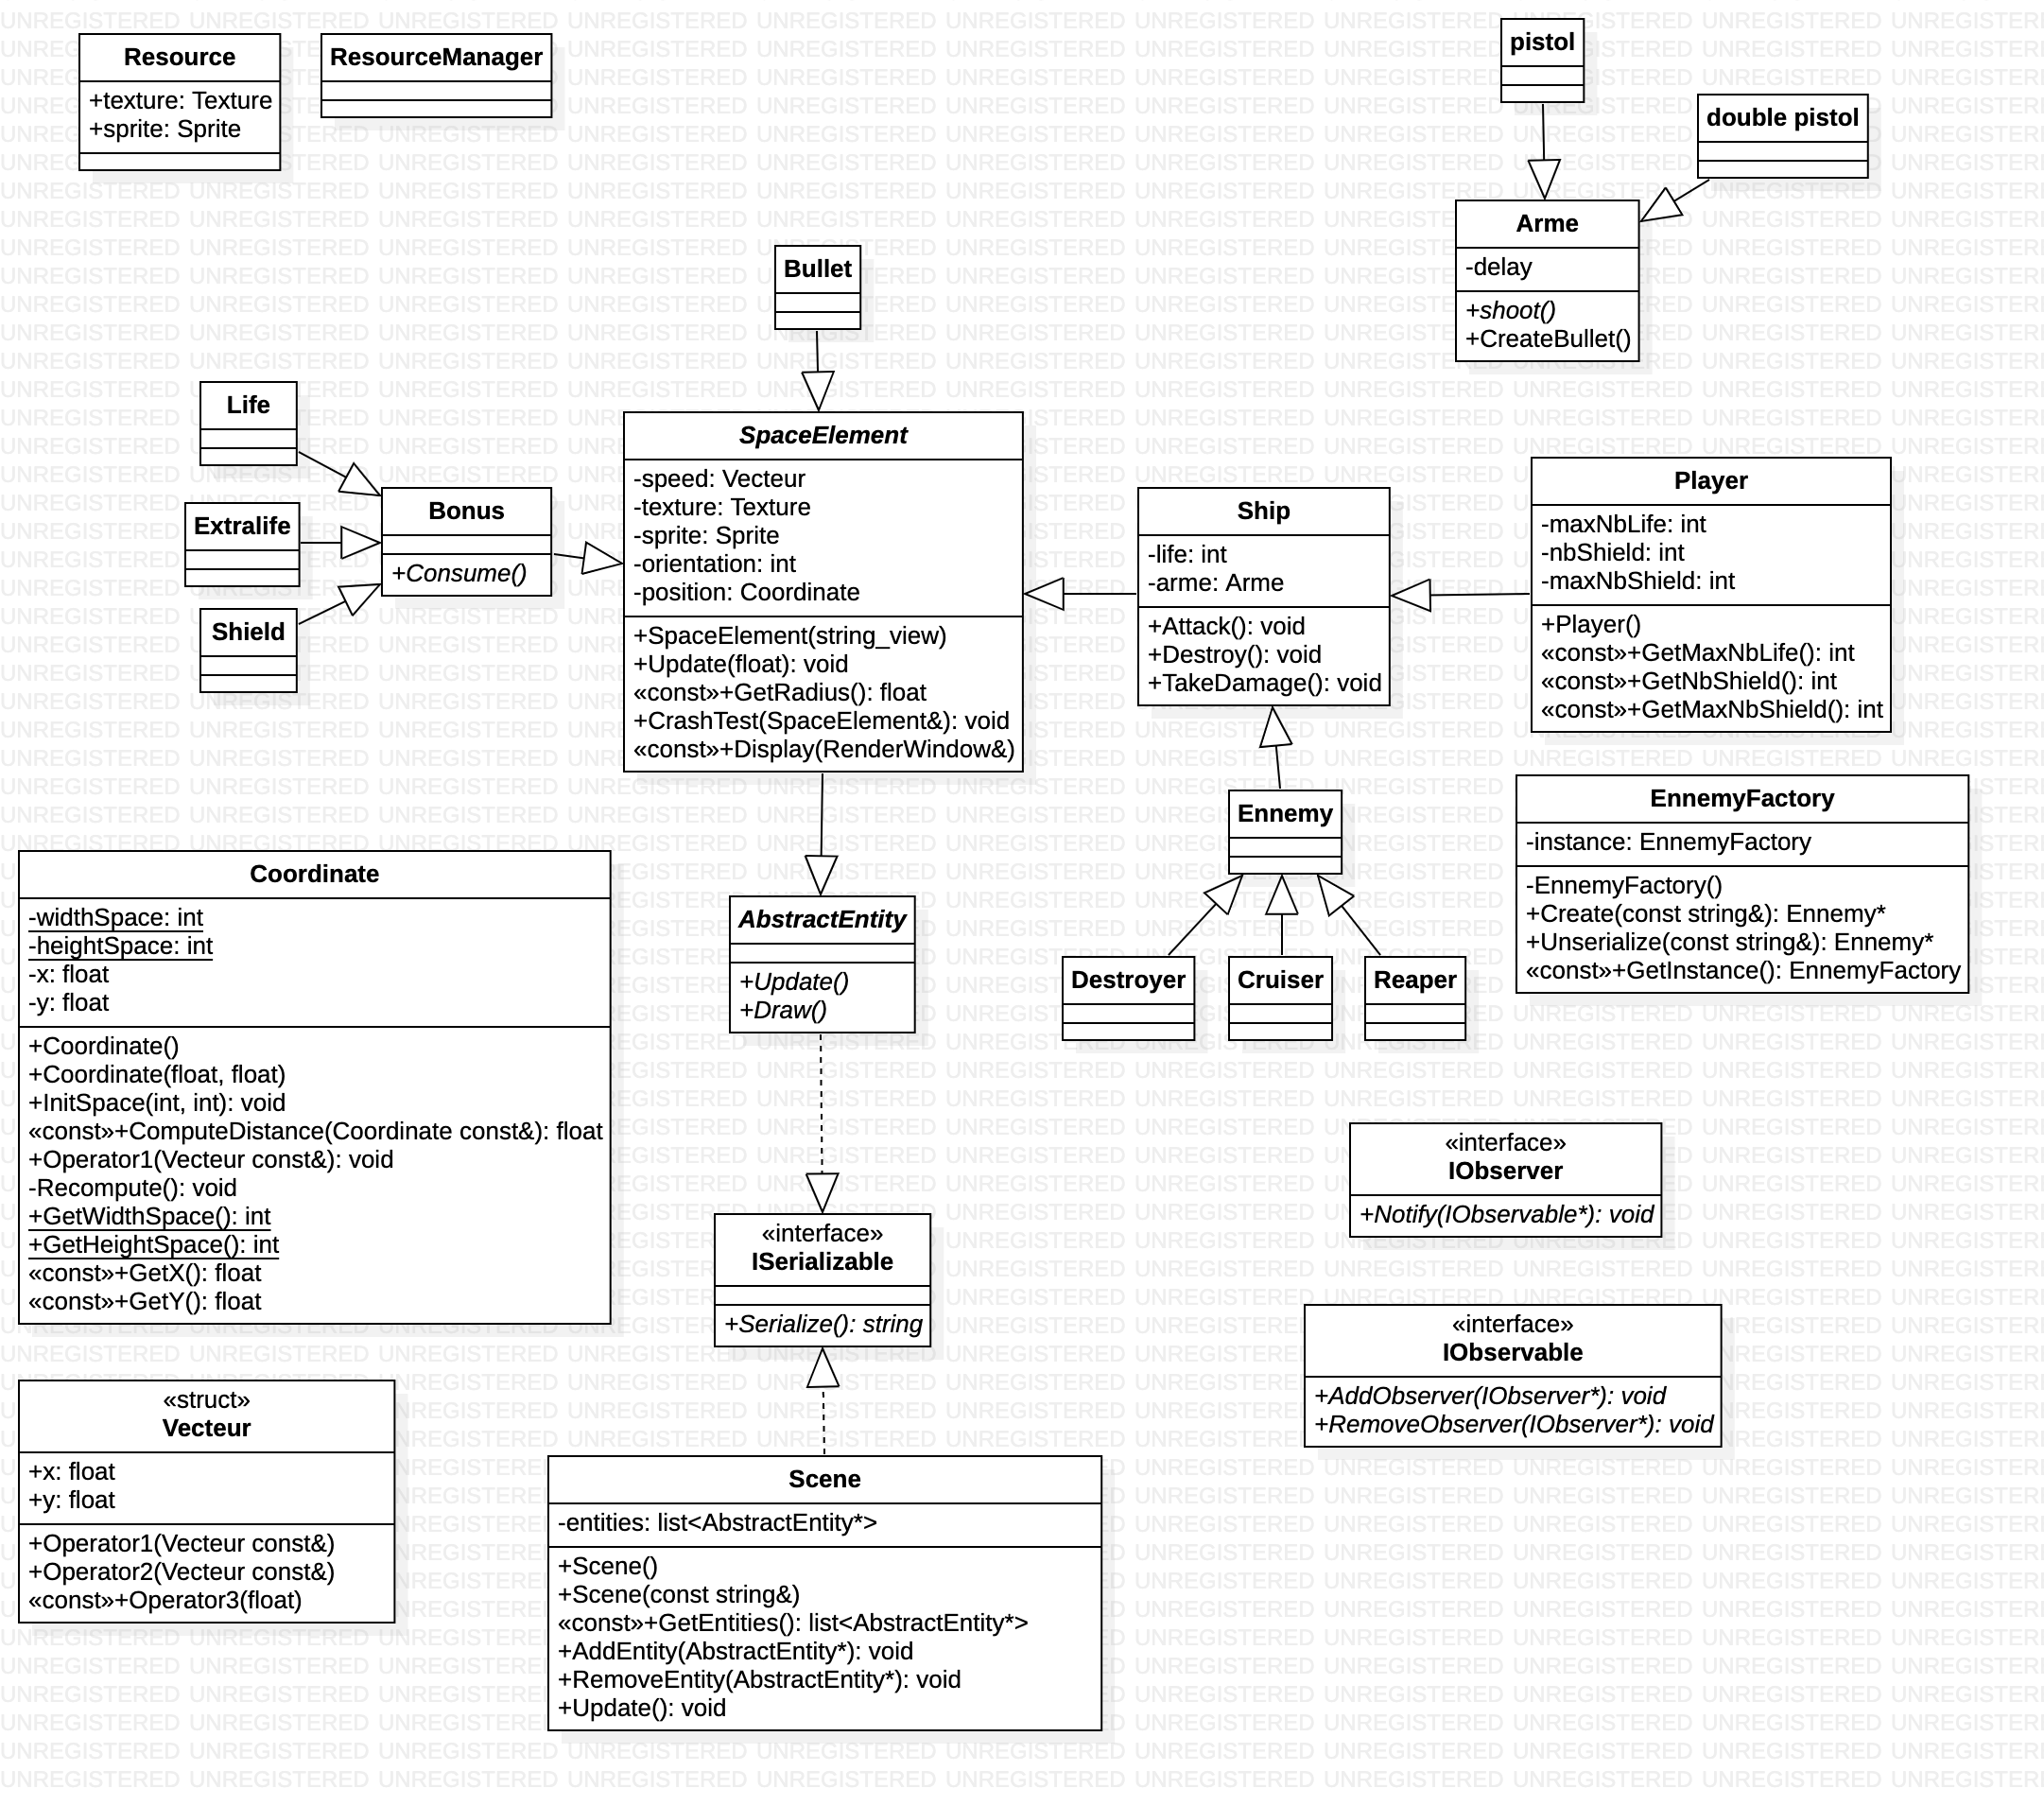 Resource
+texture: Texture
+sprite: Sprite
ResourceManager
pistol
double pistol
Arme
-delay
+shoot()
+CreateBullet()
Bullet
Life
Extralife
Shield
Bonus
+Consume()
SpaceElement
-speed: Vecteur
-texture: Texture
-sprite: Sprite
-orientation: int
-position: Coordinate
+SpaceElement(string_view)
+Update(float): void
«const»+GetRadius(): float
+CrashTest(SpaceElement&): void
«const»+Display(RenderWindow&)
Ship
-life: int
-arme: Arme
+Attack(): void
+Destroy(): void
+TakeDamage(): void
Player
-maxNbLife: int
-nbShield: int
-maxNbShield: int
+Player()
«const»+GetMaxNbLife(): int
«const»+GetNbShield(): int
«const»+GetMaxNbShield(): int
Ennemy
EnnemyFactory
-instance: EnnemyFactory
-EnnemyFactory()
+Create(const string&): Ennemy*
+Unserialize(const string&): Ennemy*
«const»+GetInstance(): EnnemyFactory
Destroyer
Cruiser
Reaper
Coordinate
-widthSpace: int
-heightSpace: int
-x: float
-y: float
+Coordinate()
+Coordinate(float, float)
+InitSpace(int, int): void
«const»+ComputeDistance(Coordinate const&): float
+Operator1(Vecteur const&): void
-Recompute(): void
+GetWidthSpace(): int
+GetHeightSpace(): int
«const»+GetX(): float
«const»+GetY(): float
AbstractEntity
+Update()
+Draw()
«interface»
IObserver
+Notify(IObservable*): void
«interface»
ISerializable
+Serialize(): string
«interface»
IObservable
+AddObserver(IObserver*): void
+RemoveObserver(IObserver*): void
«struct»
Vecteur
+x: float
+y: float
+Operator1(Vecteur const&)
+Operator2(Vecteur const&)
«const»+Operator3(float)
Scene
-entities: list<AbstractEntity*>
+Scene()
+Scene(const string&)
«const»+GetEntities(): list<AbstractEntity*>
+AddEntity(AbstractEntity*): void
+RemoveEntity(AbstractEntity*): void
+Update(): void
UNREGISTERED